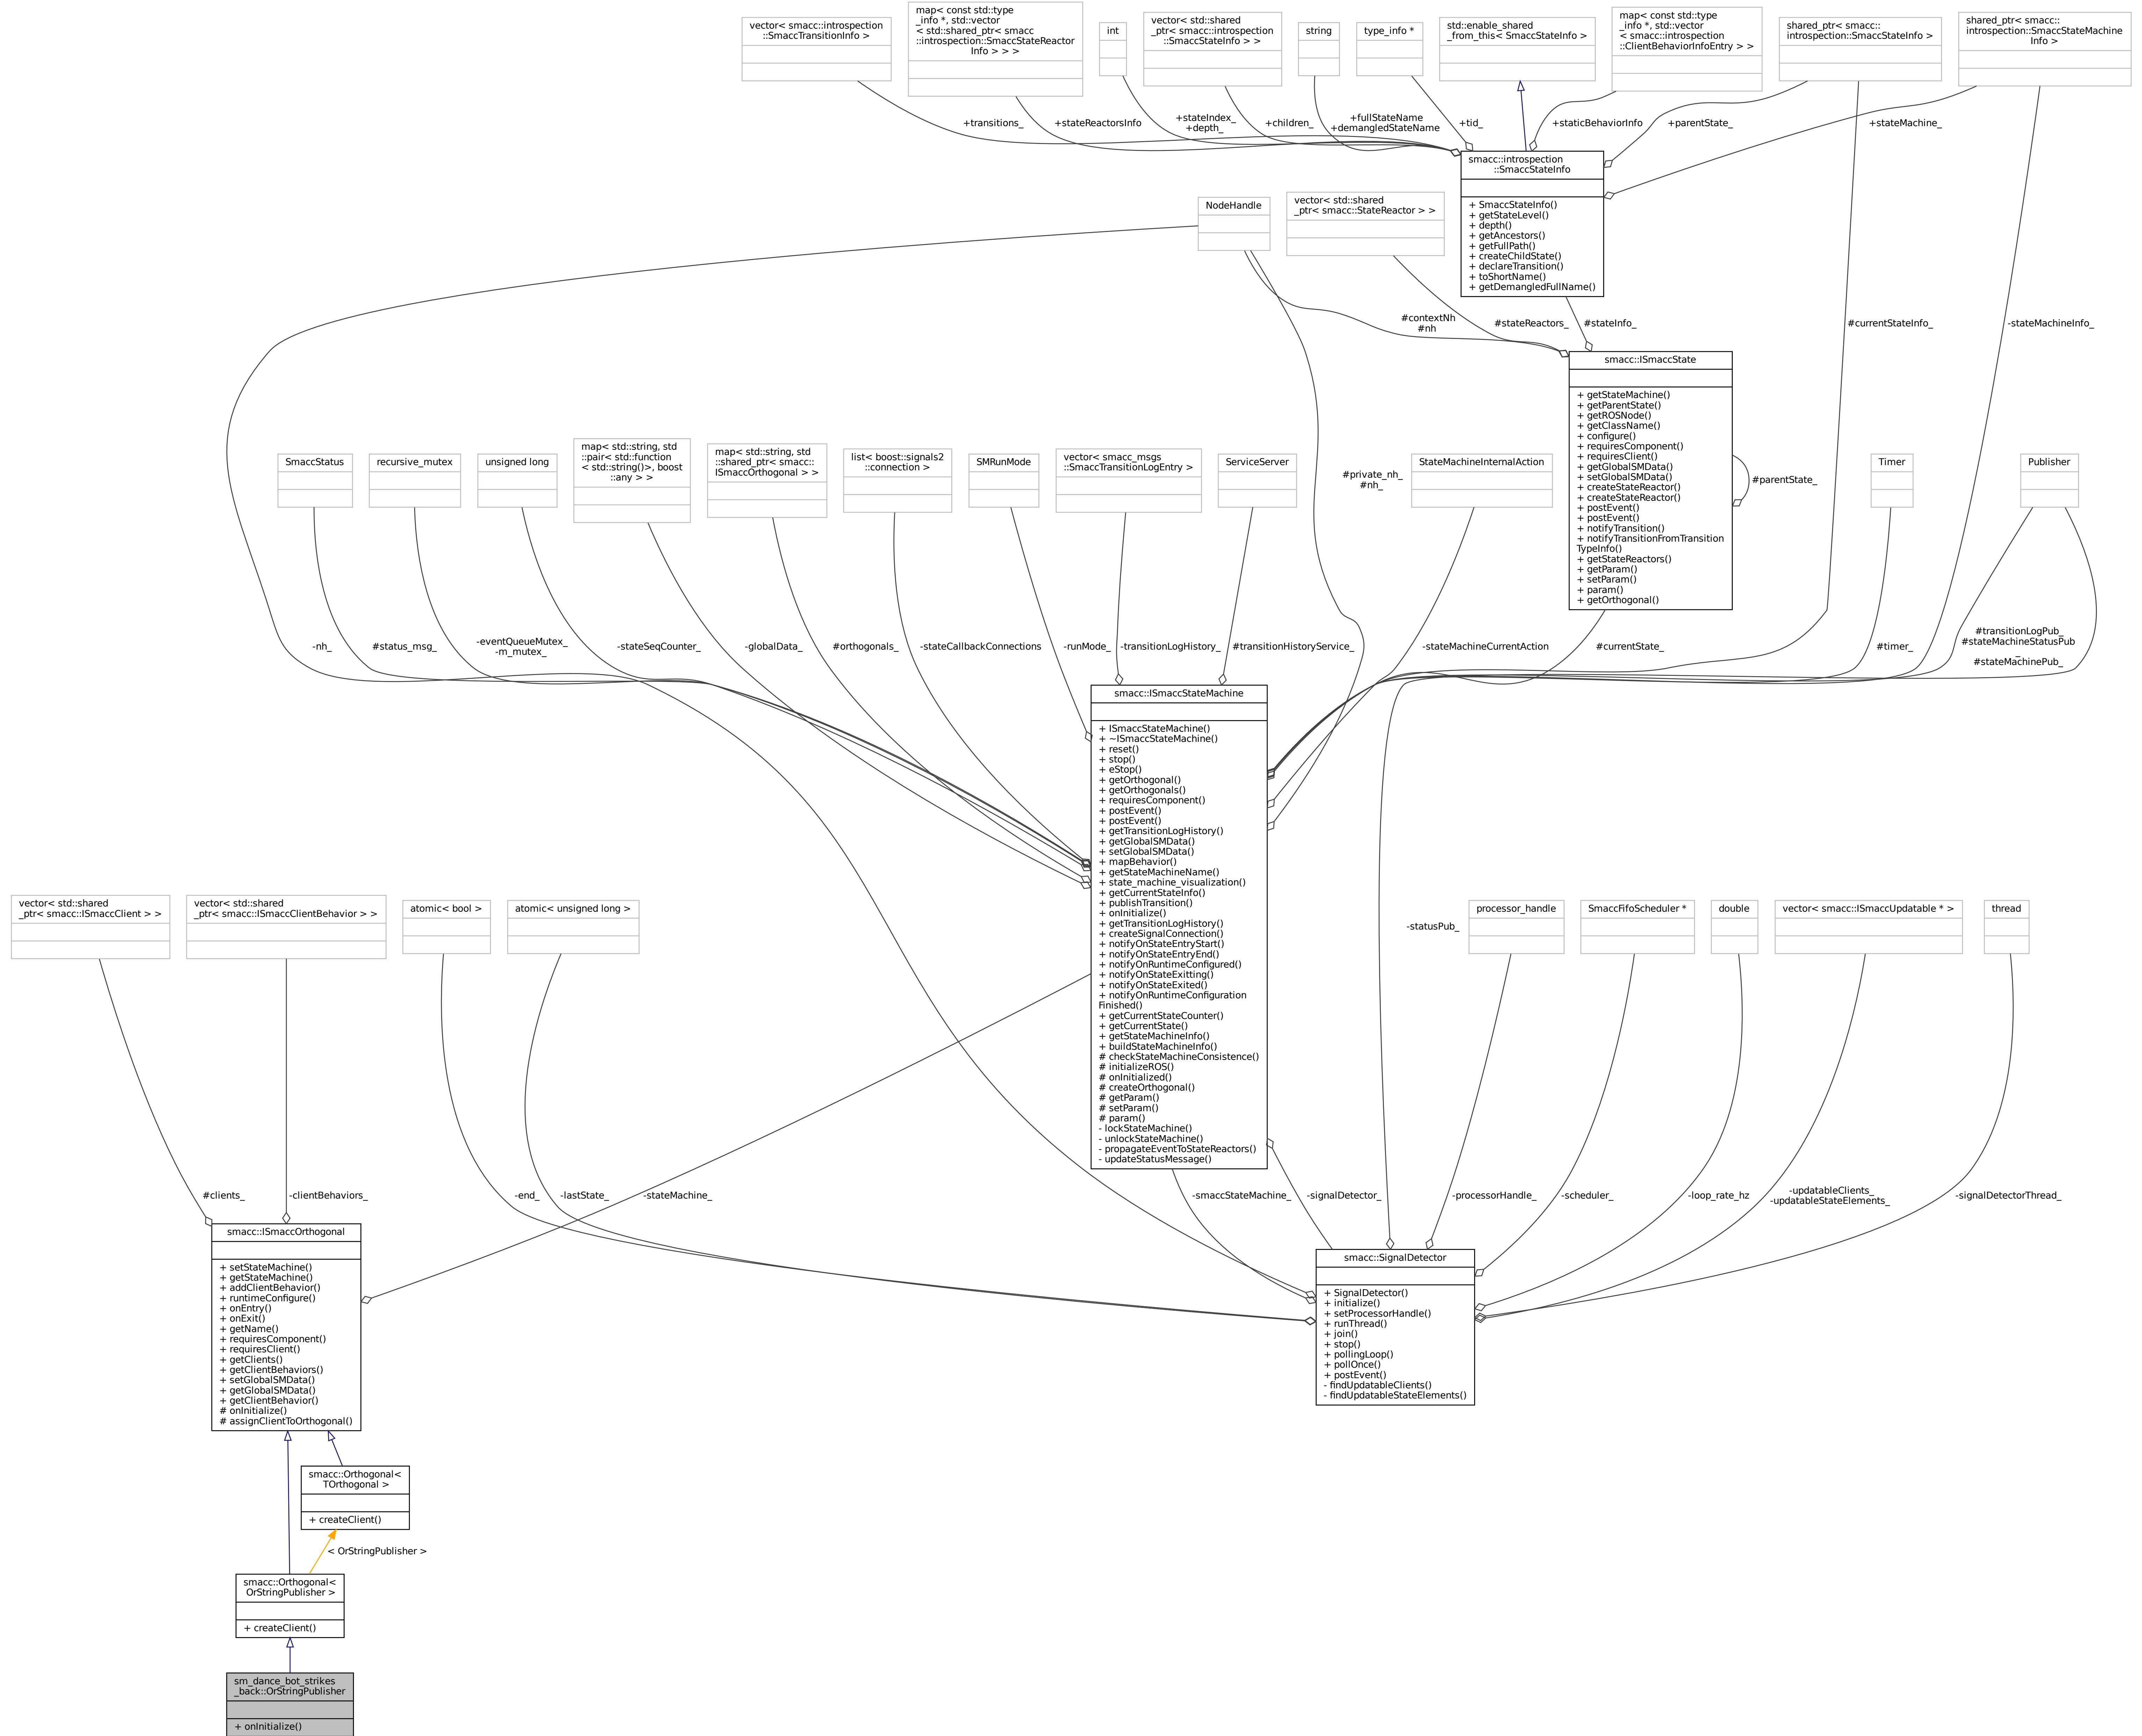 vector< smacc::introspection
::SmaccTransitionInfo >
map< const std::type
_info *, std::vector
< std::shared_ptr< smacc
::introspection::SmaccStateReactor
Info > > >
int
vector< std::shared
_ptr< smacc::introspection
::SmaccStateInfo > >
string
type_info *
std::enable_shared
_from_this< SmaccStateInfo >
map< const std::type
_info *, std::vector
< smacc::introspection
::ClientBehaviorInfoEntry > >
shared_ptr< smacc::
introspection::SmaccStateInfo >
shared_ptr< smacc::
introspection::SmaccStateMachine
Info >
+transitions_
+stateReactorsInfo
+stateIndex_
+depth_
+children_
+fullStateName
+demangledStateName
+tid_
+staticBehaviorInfo
+parentState_
+stateMachine_
smacc::introspection
::SmaccStateInfo
+ SmaccStateInfo()
+ getStateLevel()
+ depth()
+ getAncestors()
+ getFullPath()
+ createChildState()
+ declareTransition()
+ toShortName()
+ getDemangledFullName()
NodeHandle
vector< std::shared
_ptr< smacc::StateReactor > >
#contextNh
#nh
#stateReactors_
#stateInfo_
#currentStateInfo_
-stateMachineInfo_
smacc::ISmaccState
+ getStateMachine()
+ getParentState()
+ getROSNode()
+ getClassName()
+ configure()
+ requiresComponent()
+ requiresClient()
+ getGlobalSMData()
+ setGlobalSMData()
+ createStateReactor()
+ createStateReactor()
+ postEvent()
+ postEvent()
+ notifyTransition()
+ notifyTransitionFromTransition
TypeInfo()
+ getStateReactors()
+ getParam()
+ setParam()
+ param()
+ getOrthogonal()
#parentState_
SmaccStatus
recursive_mutex
unsigned long
map< std::string, std
::pair< std::function
< std::string()>, boost
::any > >
map< std::string, std
::shared_ptr< smacc::
ISmaccOrthogonal > >
list< boost::signals2
::connection >
SMRunMode
vector< smacc_msgs
::SmaccTransitionLogEntry >
ServiceServer
#private_nh_
#nh_
StateMachineInternalAction
Timer
Publisher
-nh_
#status_msg_
-eventQueueMutex_
-m_mutex_
-stateSeqCounter_
-globalData_
#orthogonals_
-stateCallbackConnections
-runMode_
-transitionLogHistory_
#transitionHistoryService_
-stateMachineCurrentAction
#currentState_
#timer_
#transitionLogPub_
#stateMachineStatusPub
_
#stateMachinePub_
smacc::ISmaccStateMachine
+ ISmaccStateMachine()
+ ~ISmaccStateMachine()
+ reset()
+ stop()
+ eStop()
+ getOrthogonal()
+ getOrthogonals()
+ requiresComponent()
+ postEvent()
+ postEvent()
+ getTransitionLogHistory()
+ getGlobalSMData()
+ setGlobalSMData()
+ mapBehavior()
+ getStateMachineName()
+ state_machine_visualization()
+ getCurrentStateInfo()
+ publishTransition()
+ onInitialize()
+ getTransitionLogHistory()
+ createSignalConnection()
+ notifyOnStateEntryStart()
+ notifyOnStateEntryEnd()
+ notifyOnRuntimeConfigured()
+ notifyOnStateExitting()
+ notifyOnStateExited()
+ notifyOnRuntimeConfiguration
Finished()
+ getCurrentStateCounter()
+ getCurrentState()
+ getStateMachineInfo()
+ buildStateMachineInfo()
# checkStateMachineConsistence()
# initializeROS()
# onInitialized()
# createOrthogonal()
# getParam()
# setParam()
# param()
- lockStateMachine()
- unlockStateMachine()
- propagateEventToStateReactors()
- updateStatusMessage()
vector< std::shared
_ptr< smacc::ISmaccClient > >
vector< std::shared
_ptr< smacc::ISmaccClientBehavior > >
atomic< bool >
atomic< unsigned long >
-statusPub_
processor_handle
SmaccFifoScheduler *
double
vector< smacc::ISmaccUpdatable * >
thread
#clients_
-clientBehaviors_
-end_
-lastState_
-stateMachine_
-smaccStateMachine_
-signalDetector_
-processorHandle_
-scheduler_
-loop_rate_hz
-updatableClients_
-updatableStateElements_
-signalDetectorThread_
smacc::ISmaccOrthogonal
+ setStateMachine()
+ getStateMachine()
+ addClientBehavior()
+ runtimeConfigure()
+ onEntry()
+ onExit()
+ getName()
+ requiresComponent()
+ requiresClient()
+ getClients()
+ getClientBehaviors()
+ setGlobalSMData()
+ getGlobalSMData()
+ getClientBehavior()
# onInitialize()
# assignClientToOrthogonal()
smacc::SignalDetector
+ SignalDetector()
+ initialize()
+ setProcessorHandle()
+ runThread()
+ join()
+ stop()
+ pollingLoop()
+ pollOnce()
+ postEvent()
- findUpdatableClients()
- findUpdatableStateElements()
smacc::Orthogonal<
TOrthogonal >
+ createClient()
< OrStringPublisher >
smacc::Orthogonal<
OrStringPublisher >
+ createClient()
sm_dance_bot_strikes
_back::OrStringPublisher
+ onInitialize()